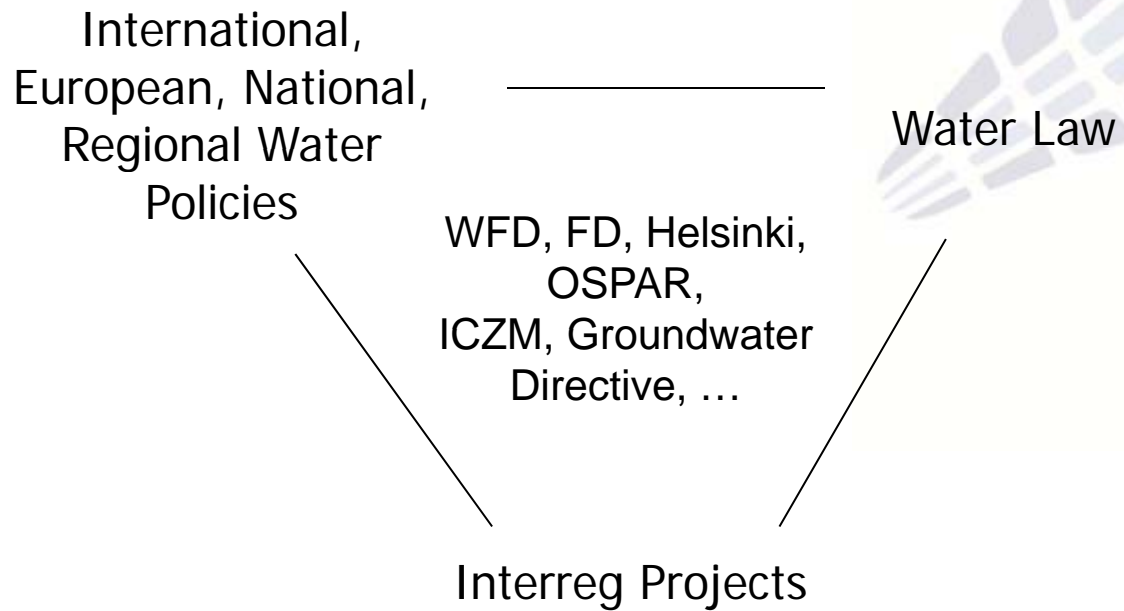 International,
European, National,
Regional Water
Policies
Water Law
WFD, FD, Helsinki,
OSPAR,
ICZM, Groundwater
Directive, …
Interreg Projects